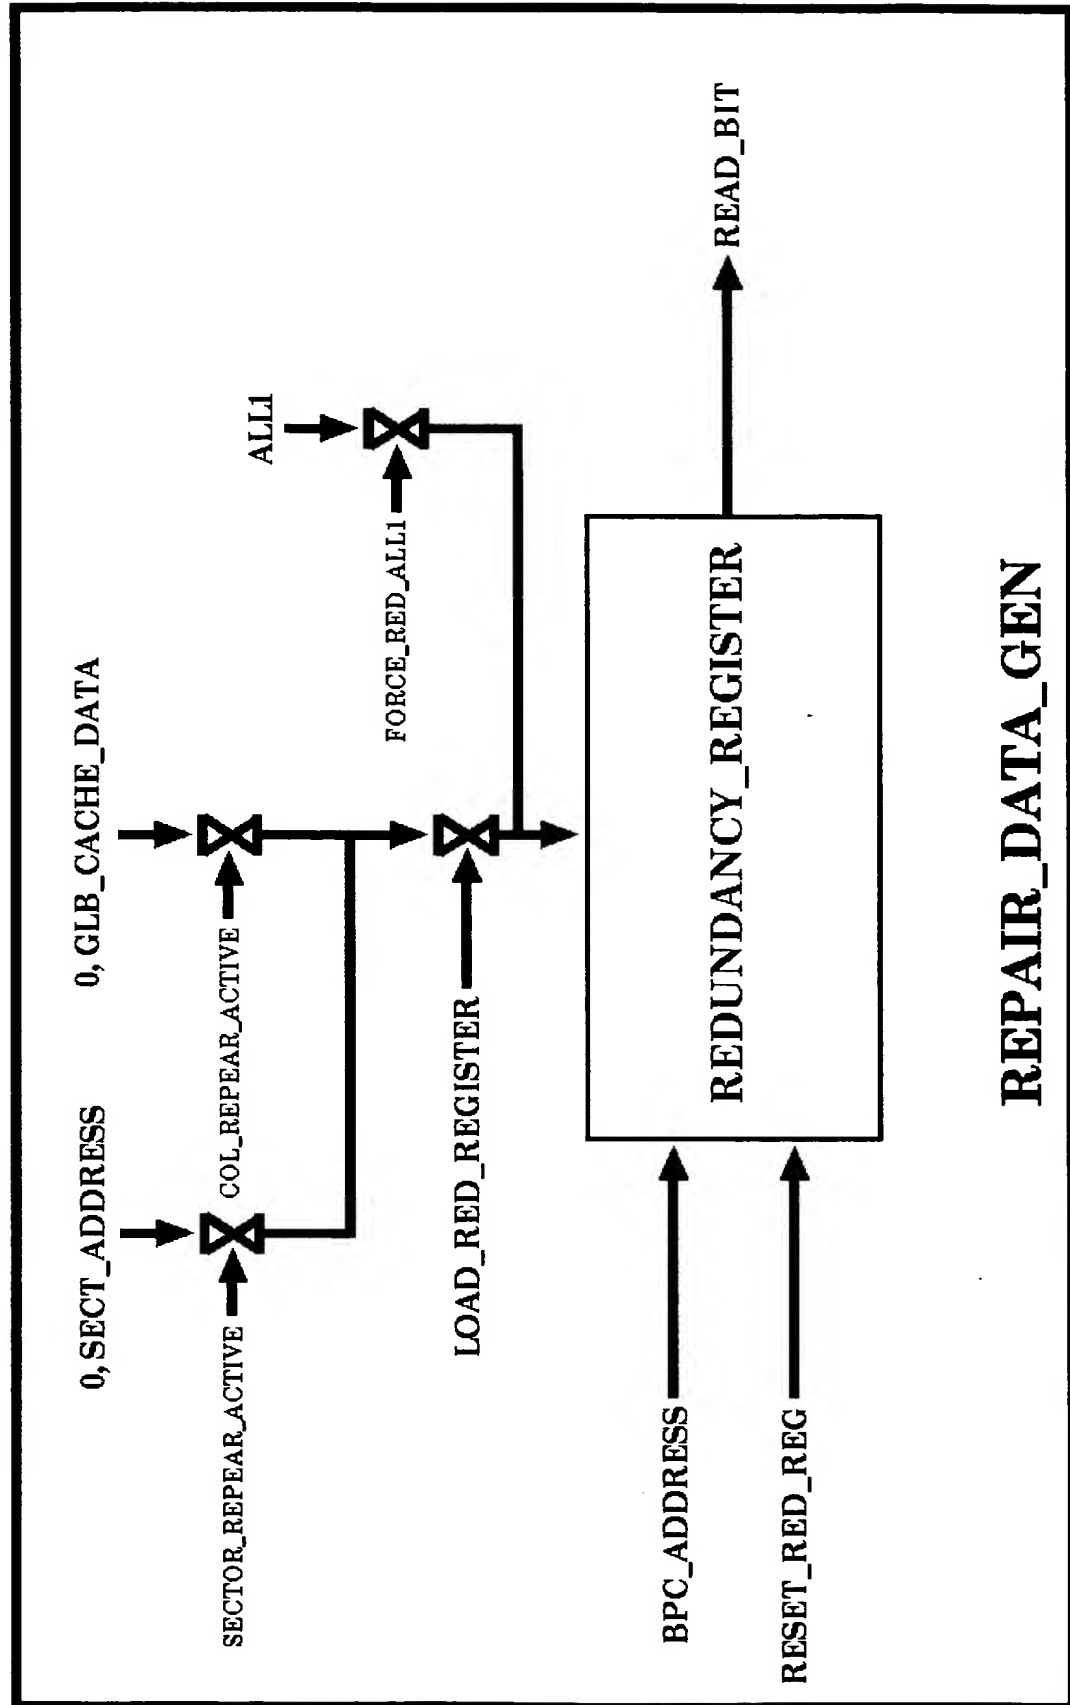 0, SECT_ADDRESS
0, GLB_CACHE_DATA
SECTOR_REPEAR_ACTIVE
COL_REPEAR_ACTIVE
ALL1
FORCE_RED_ALL1
LOAD_RED_REGISTER
BPC_ADDRESS
REDUNDANCY_REGISTER
READ_BIT
RESET_RED_REG
REPAIR_DATA_GEN